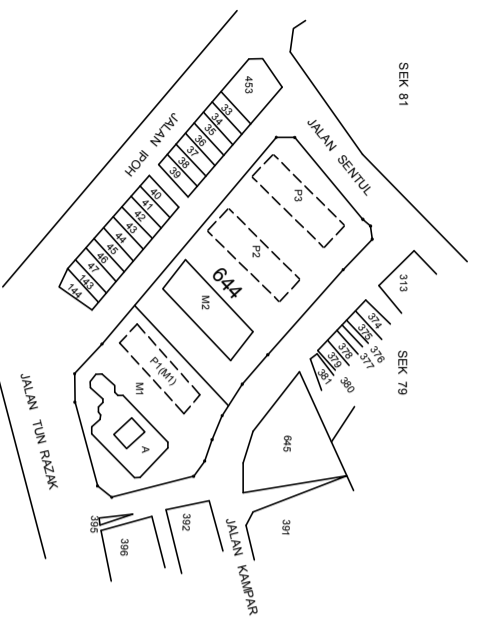 SEK 81
453
33
34
35
36
37
38
39
JALAN IPOH
40
41
42
43
44
45
46
47
143
144
JALAN SENTUL
P3
P2
644
M2
P1(M1)
M1
A
313
374
375
376
377
378
379
380
381
SEK 79
645
391
392
395
396
JALAN KAMPAR
JALAN TUN RAZAK